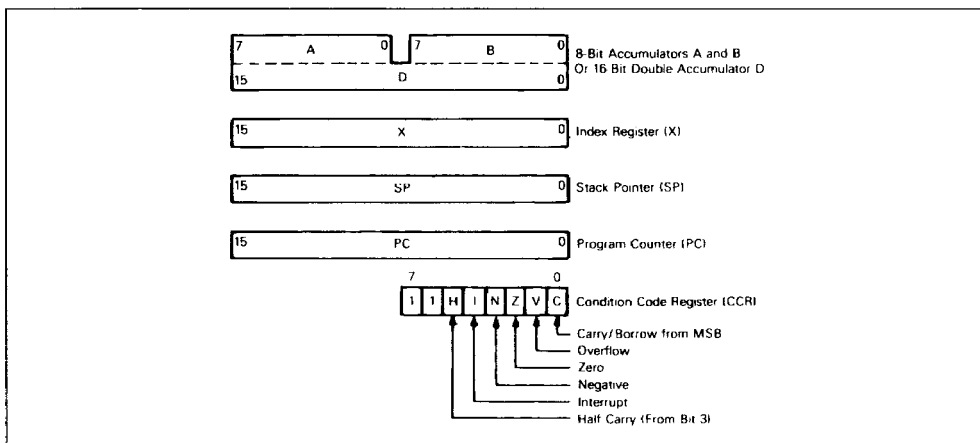 7 A 0 7 B 0 8-Bit Accumulators A and B
15 D 0 Or 16 Bit Double Accumulator D
15 X 0 Index Register (X)
15 SP 0 Stack Pointer (SP)
15 PC 0 Program Counter (PC)
7 0
1 1 H I N Z V C Condition Code Register (CCR)
Carry/Borrow from MSB
Overflow
Zero
Negative
Interrupt
Half Carry (From Bit 3)